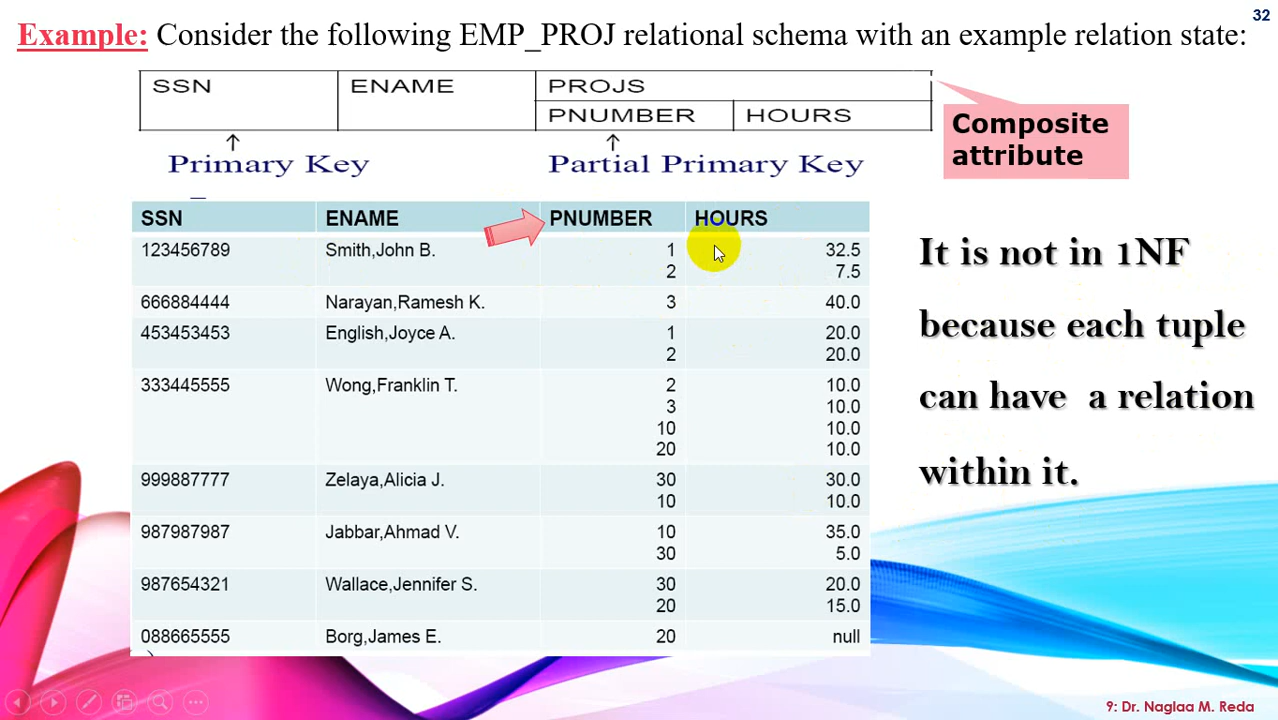 32
Example: Consider the following EMP_PROJ relational schema with an example relation state:
SSN ENAME PROJS
PNUMBER HOURS
Primary Key Partial Primary Key
Composite
attribute
SSN ENAME PNUMBER HOURS
123456789 Smith,John B. 1 32.5
2 7.5
666884444 Narayan,Ramesh K. 3 40.0
453453453 English,Joyce A. 1 20.0
2 20.0
333445555 Wong,Franklin T. 2 10.0
3 10.0
10 10.0
20 10.0
999887777 Zelaya,Alicia J. 30 30.0
10 10.0
987987987 Jabbar,Ahmad V. 10 35.0
30 5.0
987654321 Wallace,Jennifer S. 30 20.0
20 15.0
088665555 Borg,James E. 20 null
It is not in 1NF
because each tuple
can have a relation
within it.
9: Dr. Naglaa M. Reda